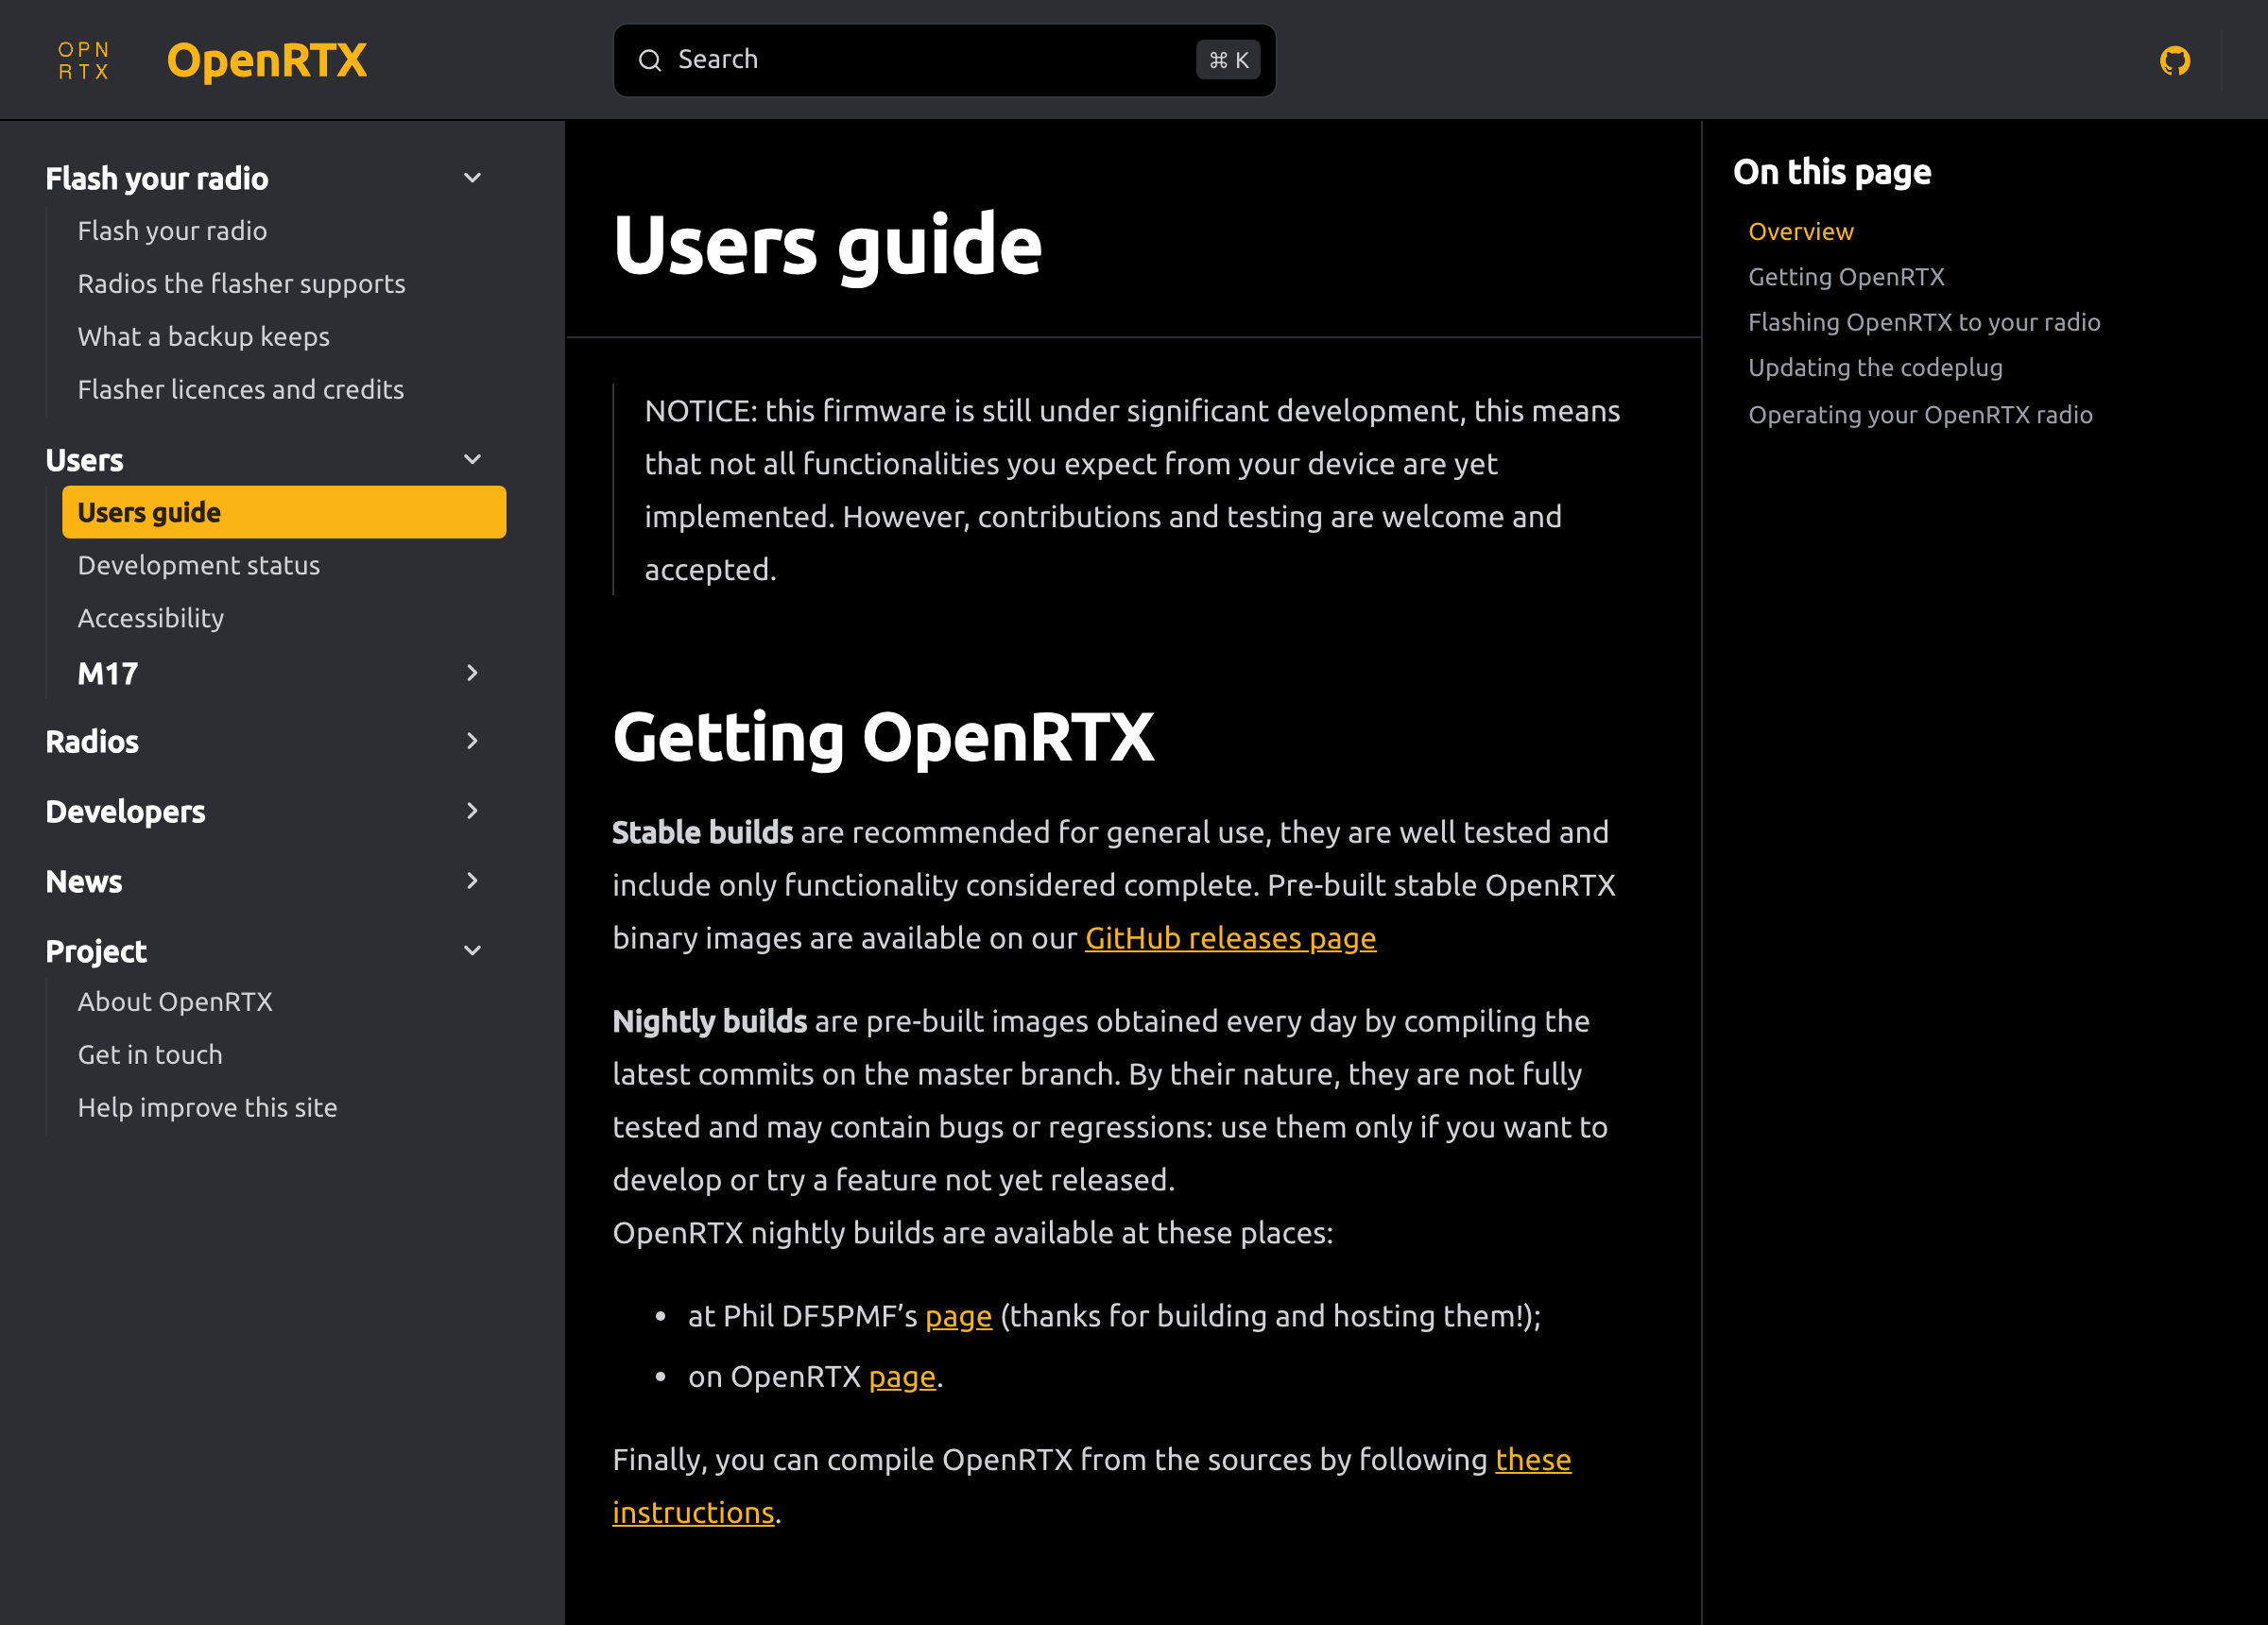 OPN
RTX
OpenRTX
Search
⌘ K
Flash your radio
Flash your radio
Radios the flasher supports
What a backup keeps
Flasher licences and credits
Users
Users guide
Development status
Accessibility
M17
Radios
Developers
News
Project
About OpenRTX
Get in touch
Help improve this site
Users guide
NOTICE: this firmware is still under significant development, this means
that not all functionalities you expect from your device are yet
implemented. However, contributions and testing are welcome and
accepted.
Getting OpenRTX
Stable builds are recommended for general use, they are well tested and
include only functionality considered complete. Pre-built stable OpenRTX
binary images are available on our GitHub releases page
Nightly builds are pre-built images obtained every day by compiling the
latest commits on the master branch. By their nature, they are not fully
tested and may contain bugs or regressions: use them only if you want to
develop or try a feature not yet released.
OpenRTX nightly builds are available at these places:
• at Phil DF5PMF’s page (thanks for building and hosting them!);
• on OpenRTX page.
Finally, you can compile OpenRTX from the sources by following these
instructions.
On this page
Overview
Getting OpenRTX
Flashing OpenRTX to your radio
Updating the codeplug
Operating your OpenRTX radio